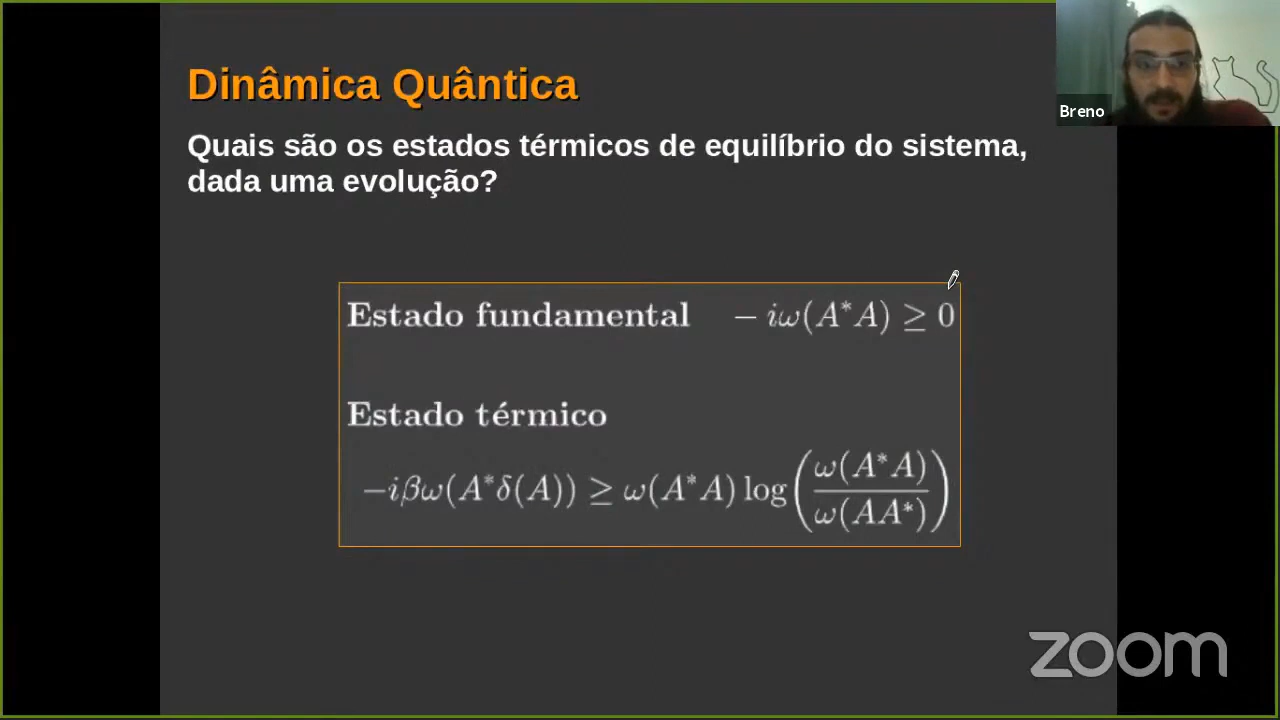 Dinâmica Quântica
Quais são os estados térmicos de equilíbrio do sistema,
dada uma evolução?
Estado fundamental − iω(A*A) ≥ 0
Estado térmico
−iβω(A*δ(A)) ≥ ω(A*A) log(ω(A*A)/ω(AA*))
Breno
zoom